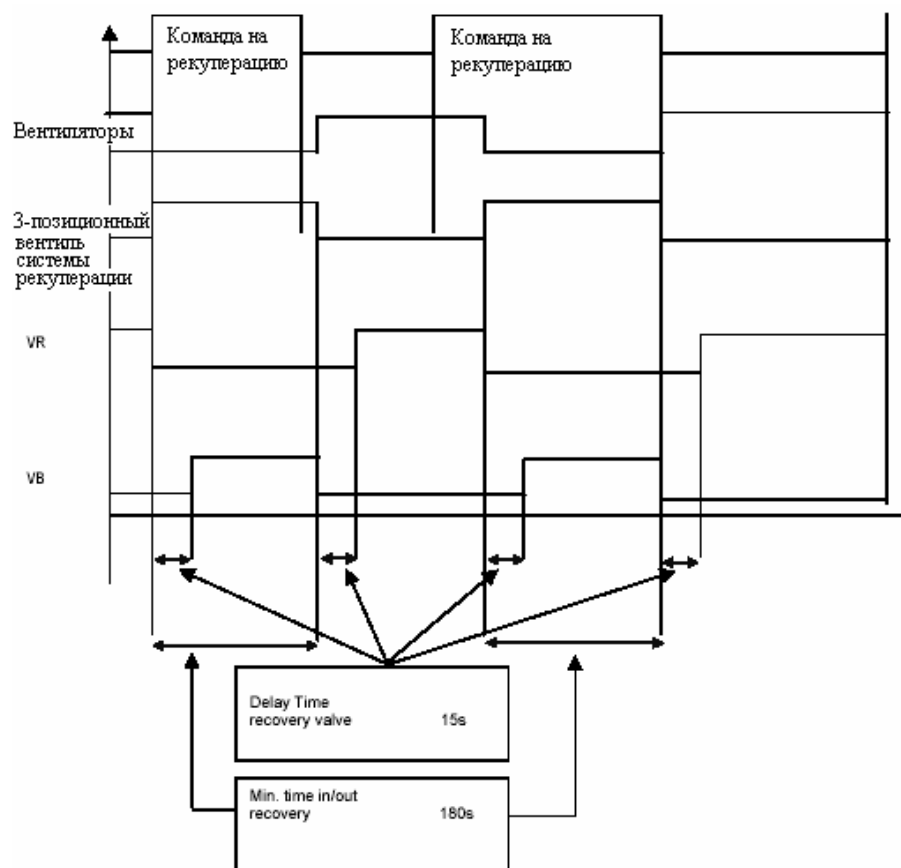 Команда на
рекуперацию
Команда на
рекуперацию
Вентиляторы
3-позиционный
вентиль
системы
рекуперации
VR
VB
Delay Time
recovery valve 15s
Min. time in/out
recovery 180s